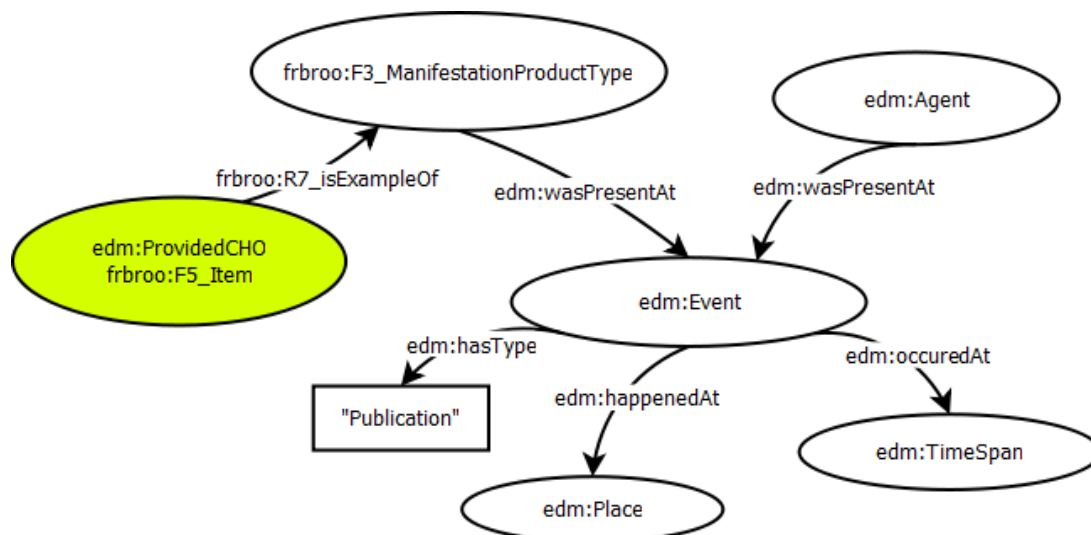 frbroo:F3_ManifestationProductType
edm:Agent
frbroo:R7_isExampleOf
edm:wasPresentAt
edm:wasPresentAt
edm:ProvidedCHO
frbroo:F5_Item
edm:Event
edm:hasType
edm:occuredAt
edm:happenedAt
"Publication"
edm:TimeSpan
edm:Place